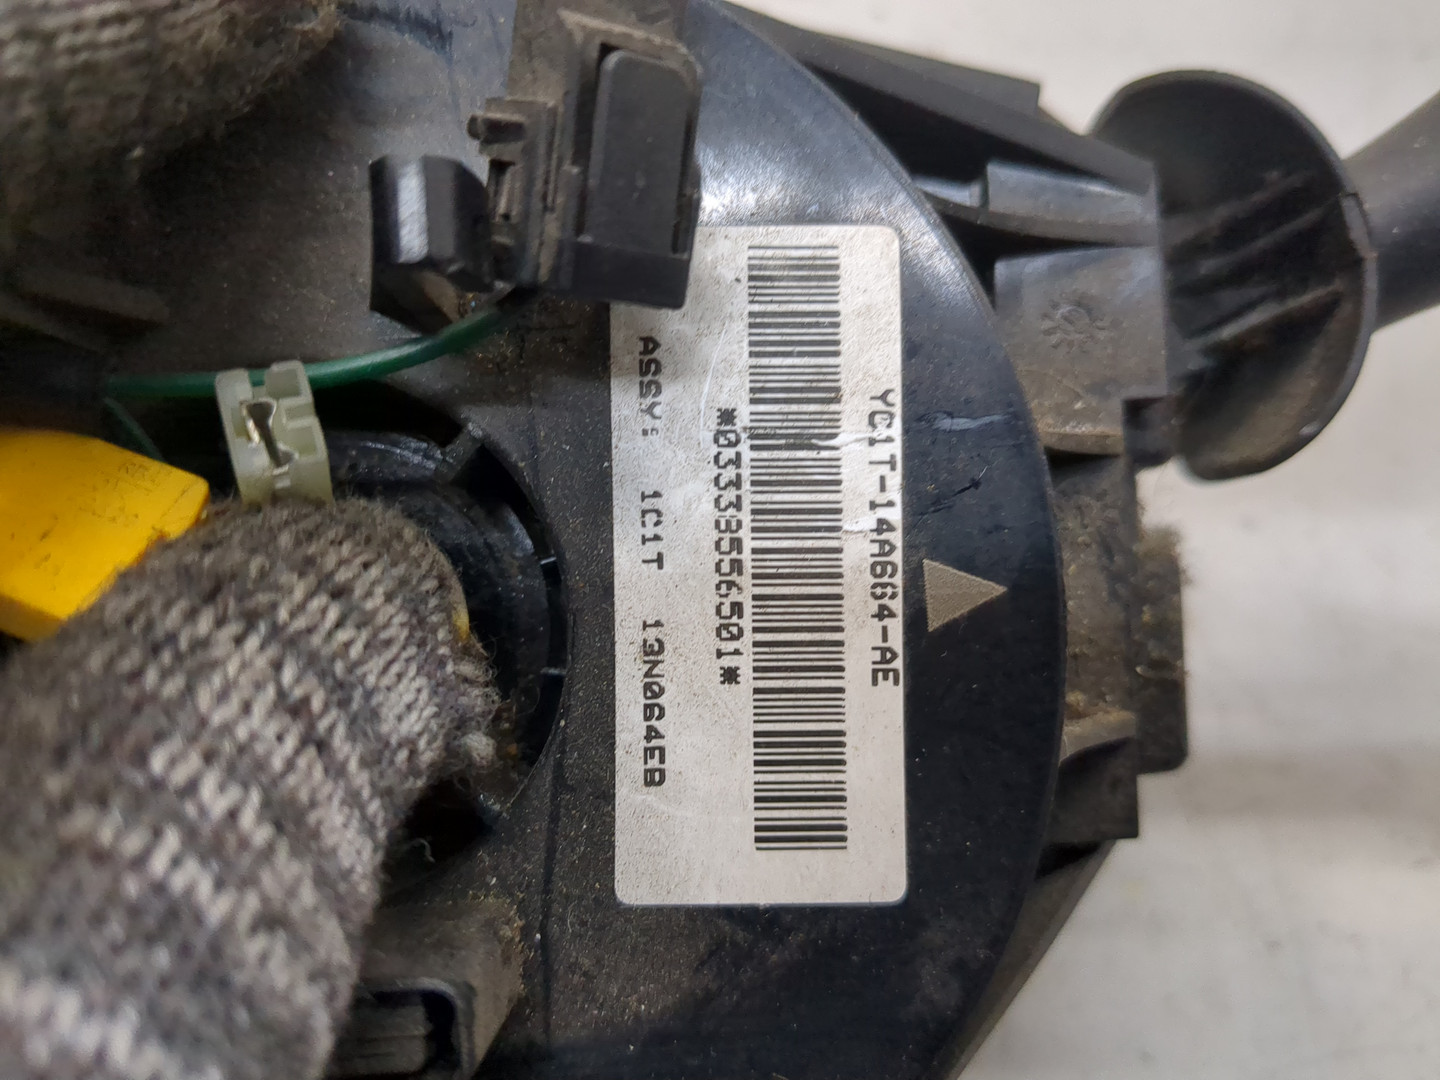 YC1T-14A664-AE
*03338556501*
ASSY: 1C1T 13N064EB